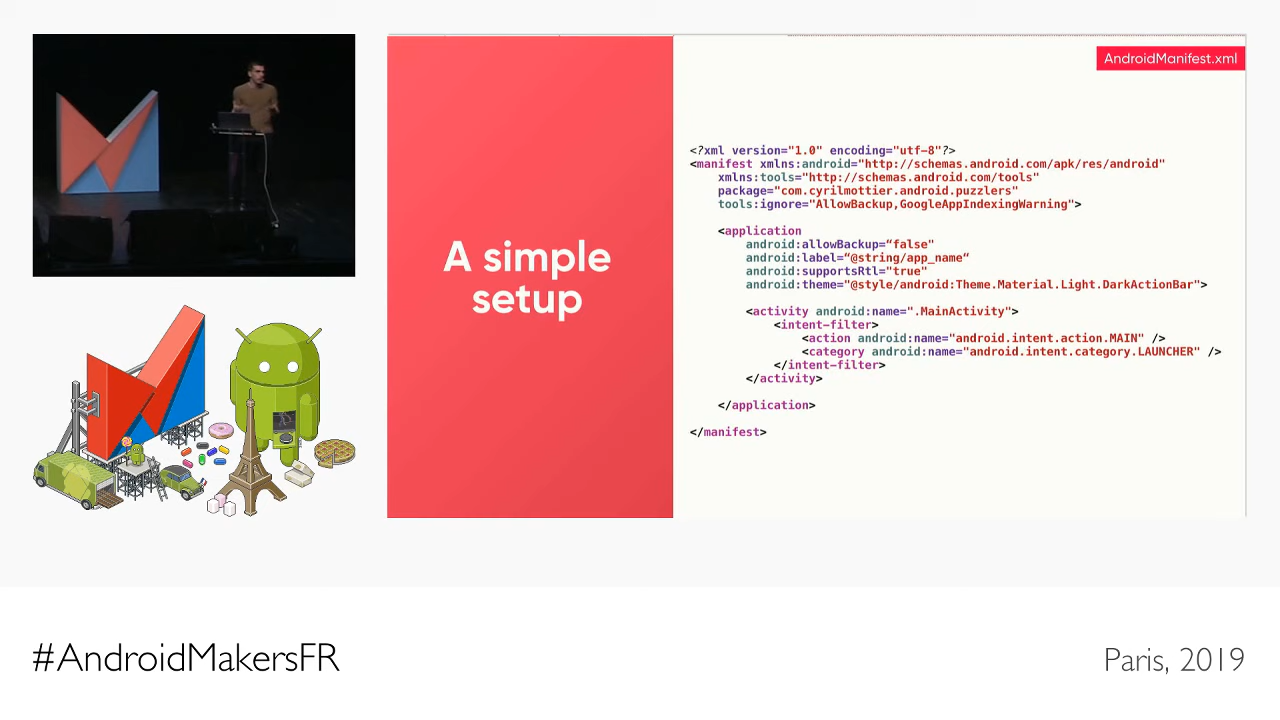 AndroidManifest.xml
A simple
setup
<?xml version="1.0" encoding="utf-8"?>
<manifest xmlns:android="http://schemas.android.com/apk/res/android"
xmlns:tools="http://schemas.android.com/tools"
package="com.cyrilmottier.android.puzzlers"
tools:ignore="AllowBackup,GoogleAppIndexingWarning">
<application
android:allowBackup=“false"
android:label=“@string/app_name“
android:supportsRtl="true"
android:theme="@style/android:Theme.Material.Light.DarkActionBar">
<activity android:name=".MainActivity">
<intent-filter>
<action android:name="android.intent.action.MAIN" />
<category android:name="android.intent.category.LAUNCHER" />
</intent-filter>
</activity>
</application>
</manifest>
#AndroidMakersFR
Paris, 2019